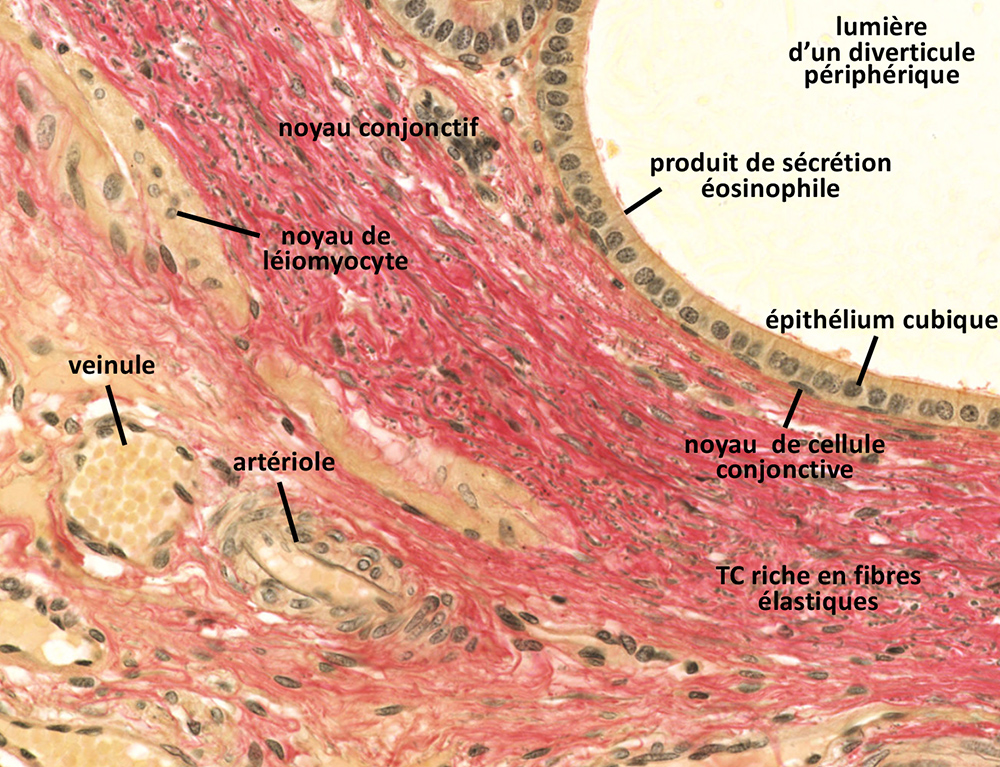 lumière
d’un diverticule
périphérique
noyau conjonctif
produit de sécrétion
éosinophile
noyau de
léiomyocyte
épithélium cubique
veinule
noyau  de cellule
conjonctive
artériole
TC riche en fibres
élastiques